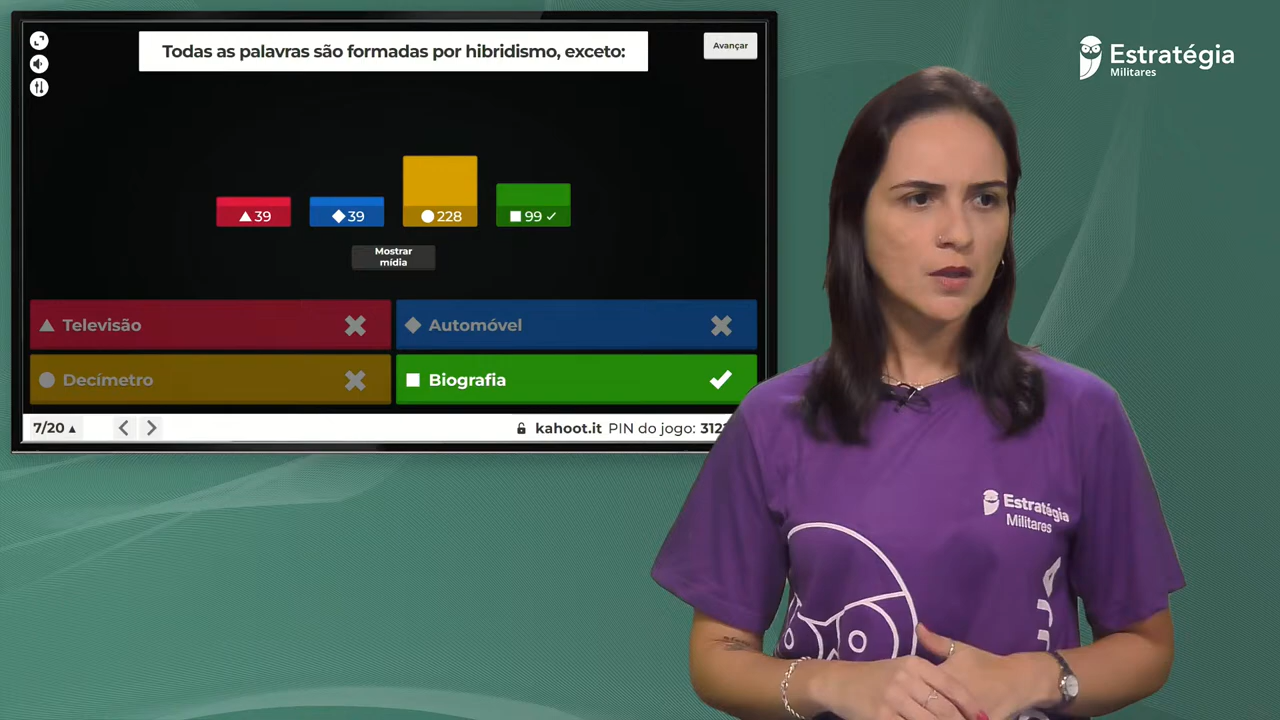 Todas as palavras são formadas por hibridismo, exceto:
Avançar
39
39
228
99
Mostrar
mídia
Televisão
Automóvel
Decímetro
Biografia
7/20
kahoot.it PIN do jogo:
Estratégia
Militares
Estratégia
Militares